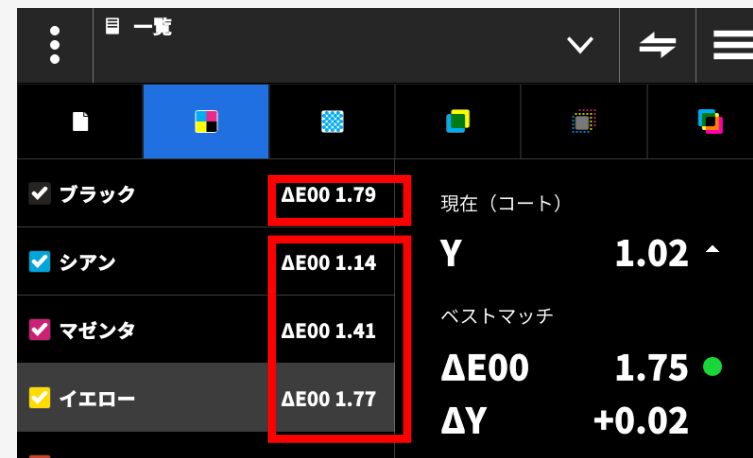 一覧
ブラック ΔE00 1.79
シアン ΔE00 1.14
マゼンタ ΔE00 1.41
イエロー ΔE00 1.77
現在（コート）
Y 1.02
ベストマッチ
ΔE00 1.75
ΔY +0.02